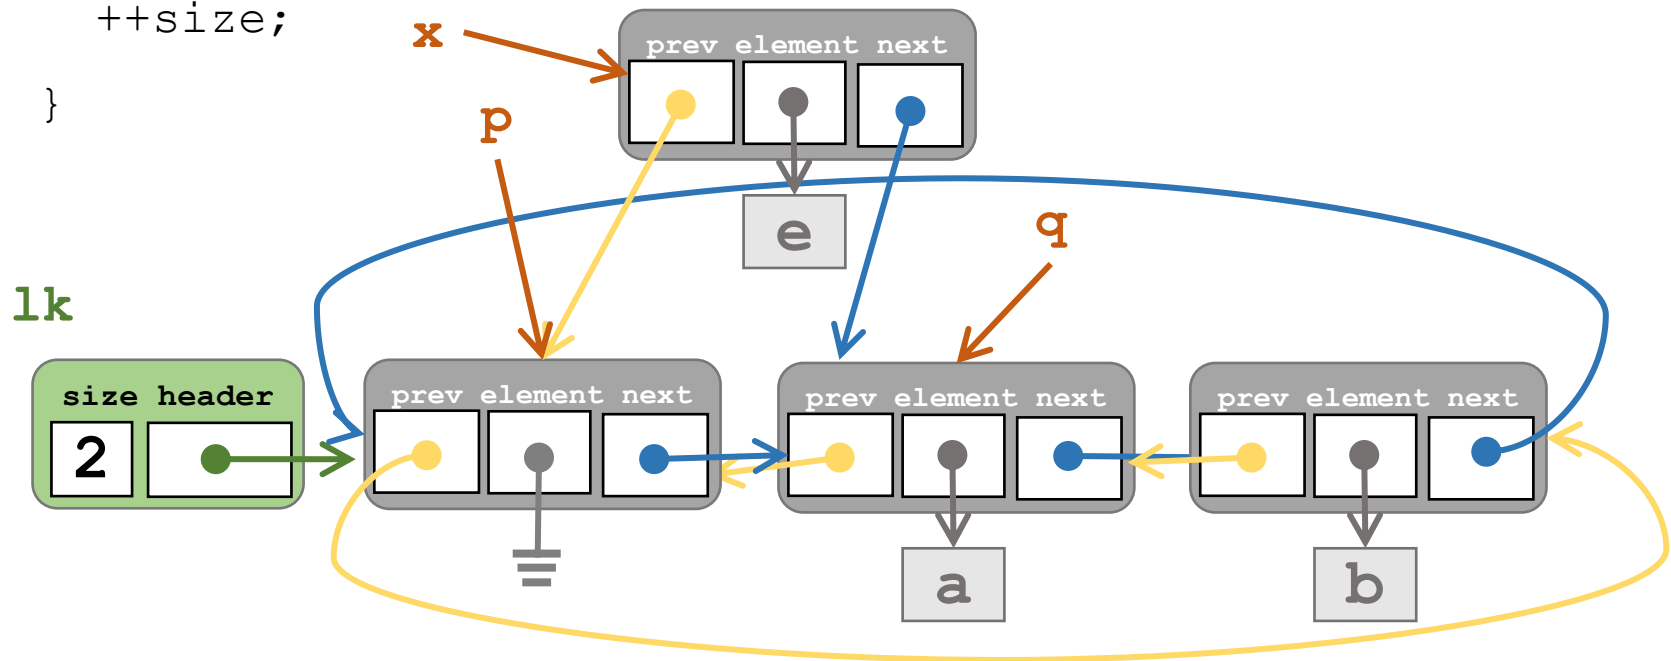 ++size;
x
prev element next
}
p
e
q
lk
size header
2
prev element next
prev element next
prev element next
a
b